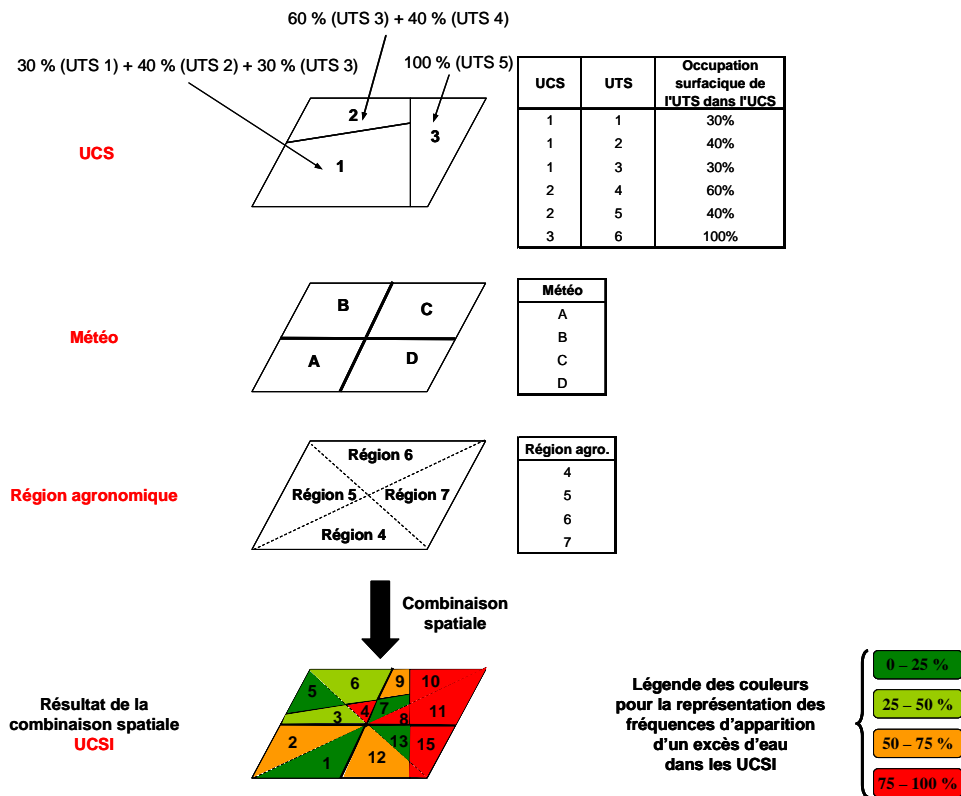 60 % (UTS 3) + 40 % (UTS 4)
30 % (UTS 1) + 40 % (UTS 2) + 30 % (UTS 3)
100 % (UTS 5)
UCS
2
3
1
UCS UTS Occupation
surfacique de
l'UTS dans l'UCS
1 1 30%
1 2 40%
1 3 30%
2 4 60%
2 5 40%
3 6 100%
Météo
B
C
A
D
Météo
A
B
C
D
Région agronomique
Région 6
Région 5
Région 7
Région 4
Région agro.
4
5
6
7
Combinaison
spatiale
Résultat de la
combinaison spatiale
UCSI
5
6
9
10
3
4
7
8
11
2
1
12
13
15
Légende des couleurs
pour la représentation des
fréquences d'apparition
d'un excès d'eau
dans les UCSI
0 – 25 %
25 – 50 %
50 – 75 %
75 – 100 %